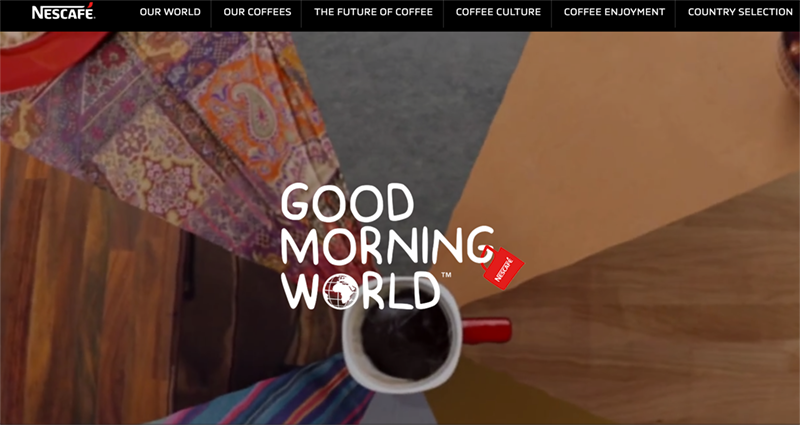 NESCAFÉ.
OUR WORLD
OUR COFFEES
THE FUTURE OF COFFEE
COFFEE CULTURE
COFFEE ENJOYMENT
COUNTRY SELECTION
GOOD
MORNING
WORLD™
NESCAFÉ